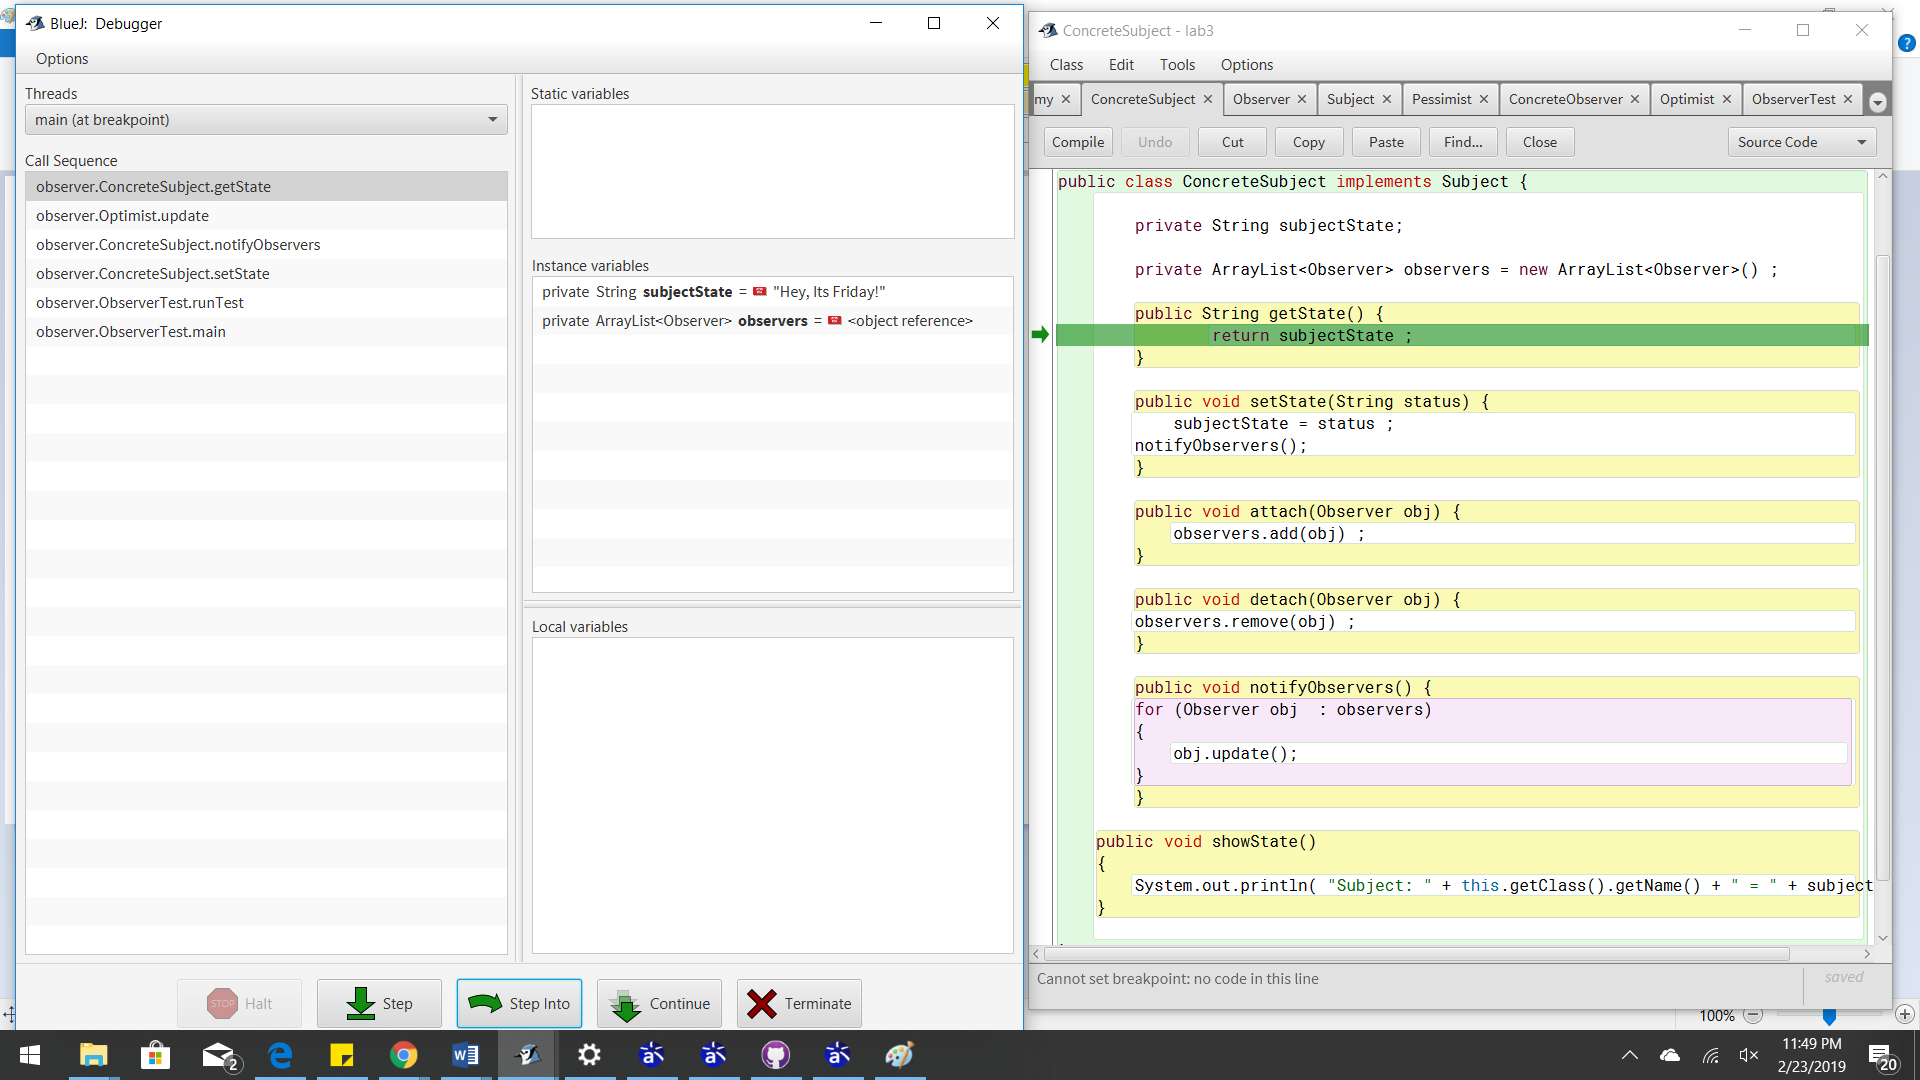 BlueJ: Debugger
Options
Threads
main (at breakpoint)
Call Sequence
observer.ConcreteSubject.getState
observer.Optimist.update
observer.ConcreteSubject.notifyObservers
observer.ConcreteSubject.setState
observer.ObserverTest.runTest
observer.ObserverTest.main
Static variables
Instance variables
private String subjectState = "Hey, Its Friday!"
private ArrayList<Observer> observers = <object reference>
Local variables
STOP Halt
Step
Step Into
Continue
Terminate
ConcreteSubject - lab3
Class Edit Tools Options
my ConcreteSubject Observer Subject Pessimist ConcreteObserver Optimist ObserverTest
Compile Undo Cut Copy Paste Find... Close Source Code
public class ConcreteSubject implements Subject {
private String subjectState;
private ArrayList<Observer> observers = new ArrayList<Observer>() ;
public String getState() {
return subjectState ;
}
public void setState(String status) {
subjectState = status ;
notifyObservers();
}
public void attach(Observer obj) {
observers.add(obj) ;
}
public void detach(Observer obj) {
observers.remove(obj) ;
}
public void notifyObservers() {
for (Observer obj  : observers)
{
obj.update();
}
}
public void showState()
{
System.out.println( "Subject: " + this.getClass().getName() + " = " + subject
}
Cannot set breakpoint: no code in this line
saved
100%
2
11:49 PM
2/23/2019
20